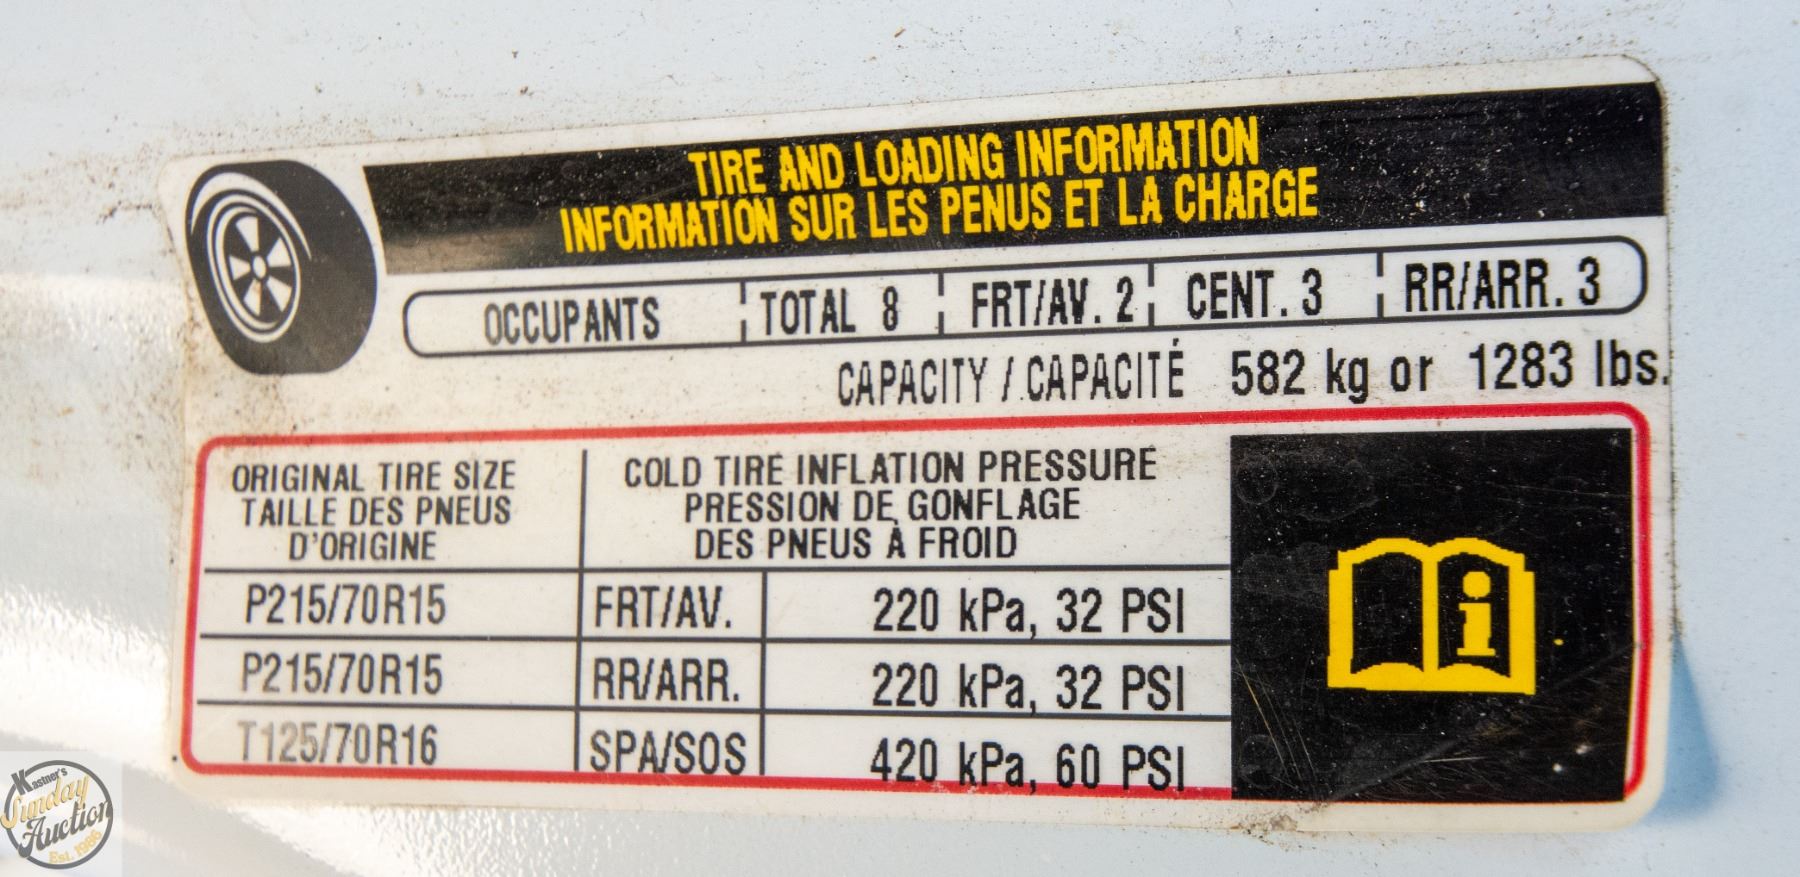 TIRE AND LOADING INFORMATION
INFORMATION SUR LES PENUS ET LA CHARGE
OCCUPANTS TOTAL 8 FRT/AV. 2 CENT. 3 RR/ARR. 3
CAPACITY / CAPACITÉ 582 kg or 1283 lbs.
ORIGINAL TIRE SIZE
TAILLE DES PNEUS
D'ORIGINE
COLD TIRE INFLATION PRESSURE
PRESSION DE GONFLAGE
DES PNEUS À FROID
P215/70R15 FRT/AV. 220 kPa, 32 PSI
P215/70R15 RR/ARR. 220 kPa, 32 PSI
T125/70R16 SPA/SOS 420 kPa, 60 PSI
i
Kastner's
Sunday
Auction
Est. 1986